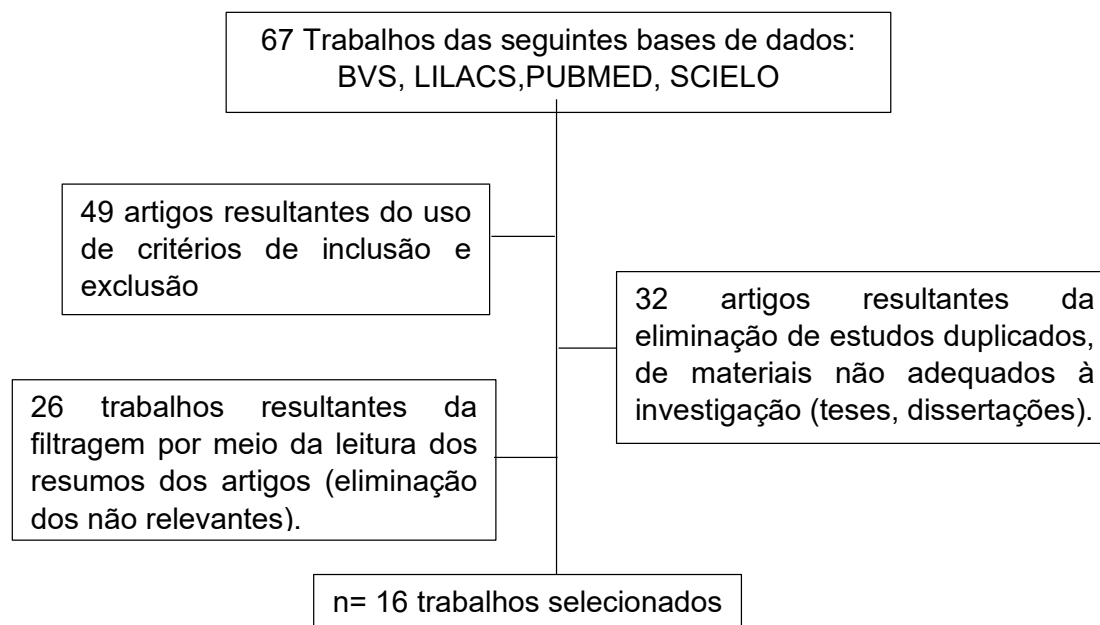 67 Trabalhos das seguintes bases de dados:
BVS, LILACS,PUBMED, SCIELO
49 artigos resultantes do uso
de critérios de inclusão e
exclusão
32 artigos resultantes da
eliminação de estudos duplicados,
de materiais não adequados à
investigação (teses, dissertações).
26 trabalhos resultantes da
filtragem por meio da leitura dos
resumos dos artigos (eliminação
dos não relevantes).
n= 16 trabalhos selecionados